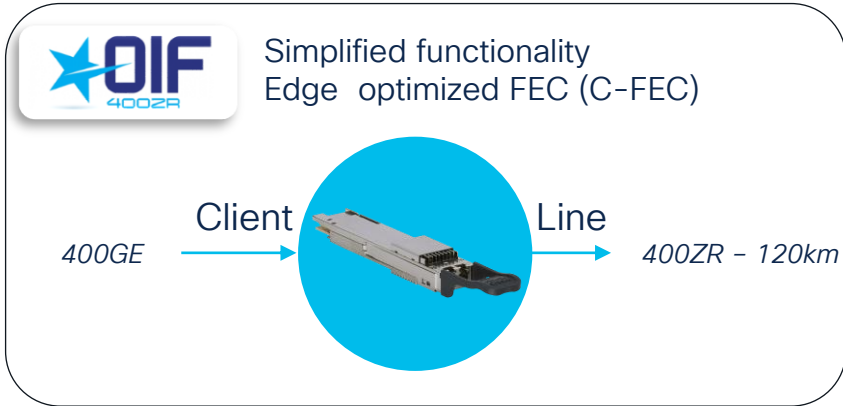 OIF
400ZR
Simplified functionality
Edge optimized FEC (C-FEC)
Client
Line
400GE
400ZR - 120km